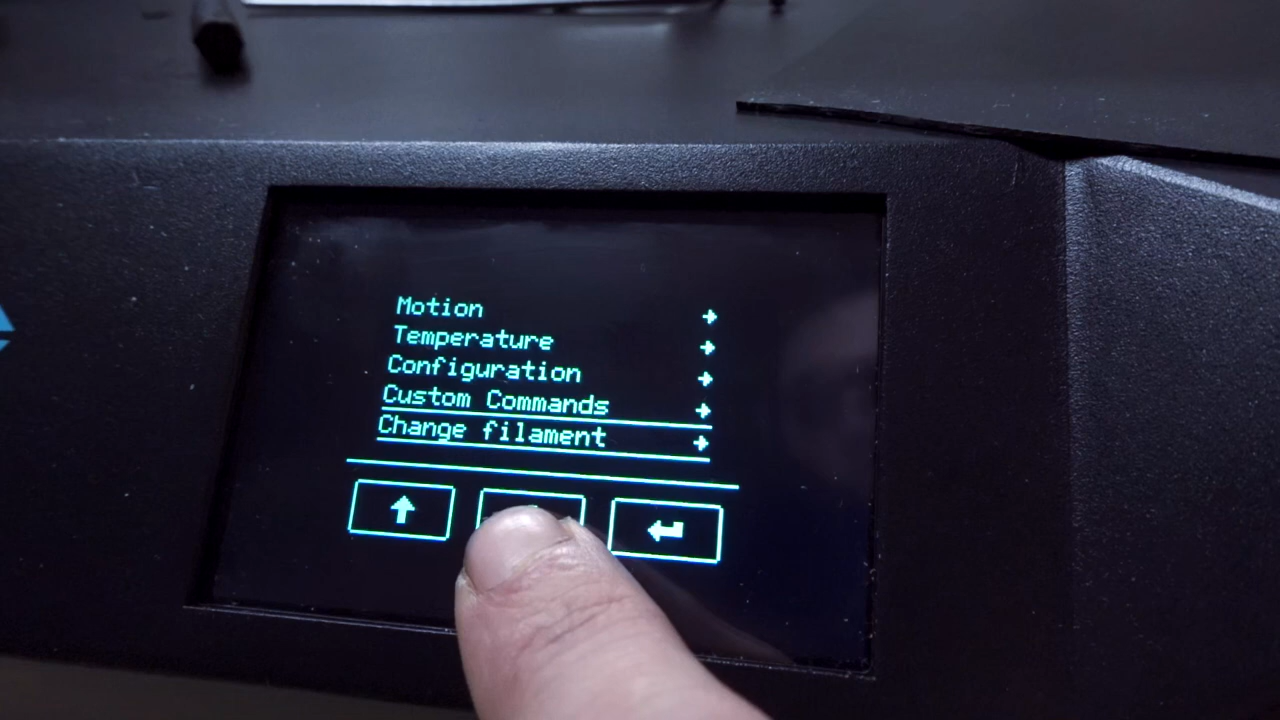 Motion
Temperature
Configuration
Custom Commands
Change filament